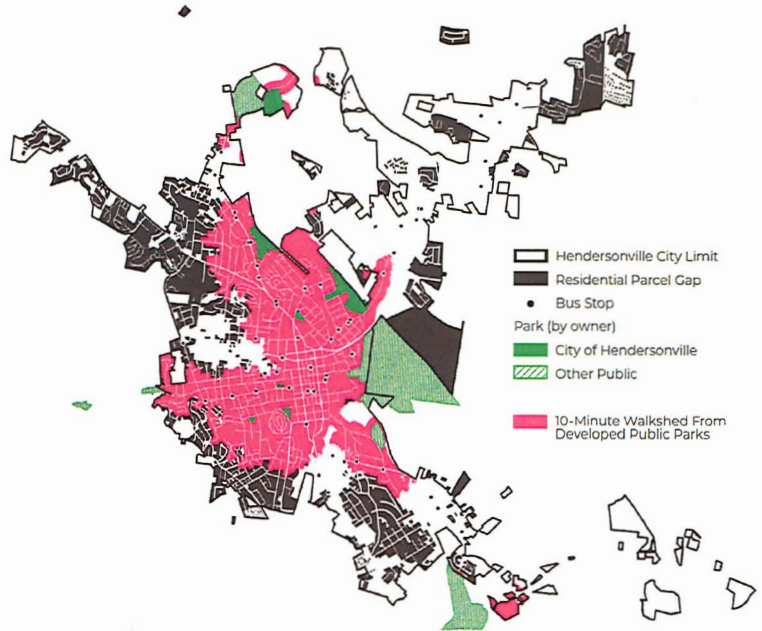 Hendersonville City Limit
Residential Parcel Gap
Bus Stop
Park (by owner)
City of Hendersonville
Other Public
10-Minute Walkshed From
Developed Public Parks